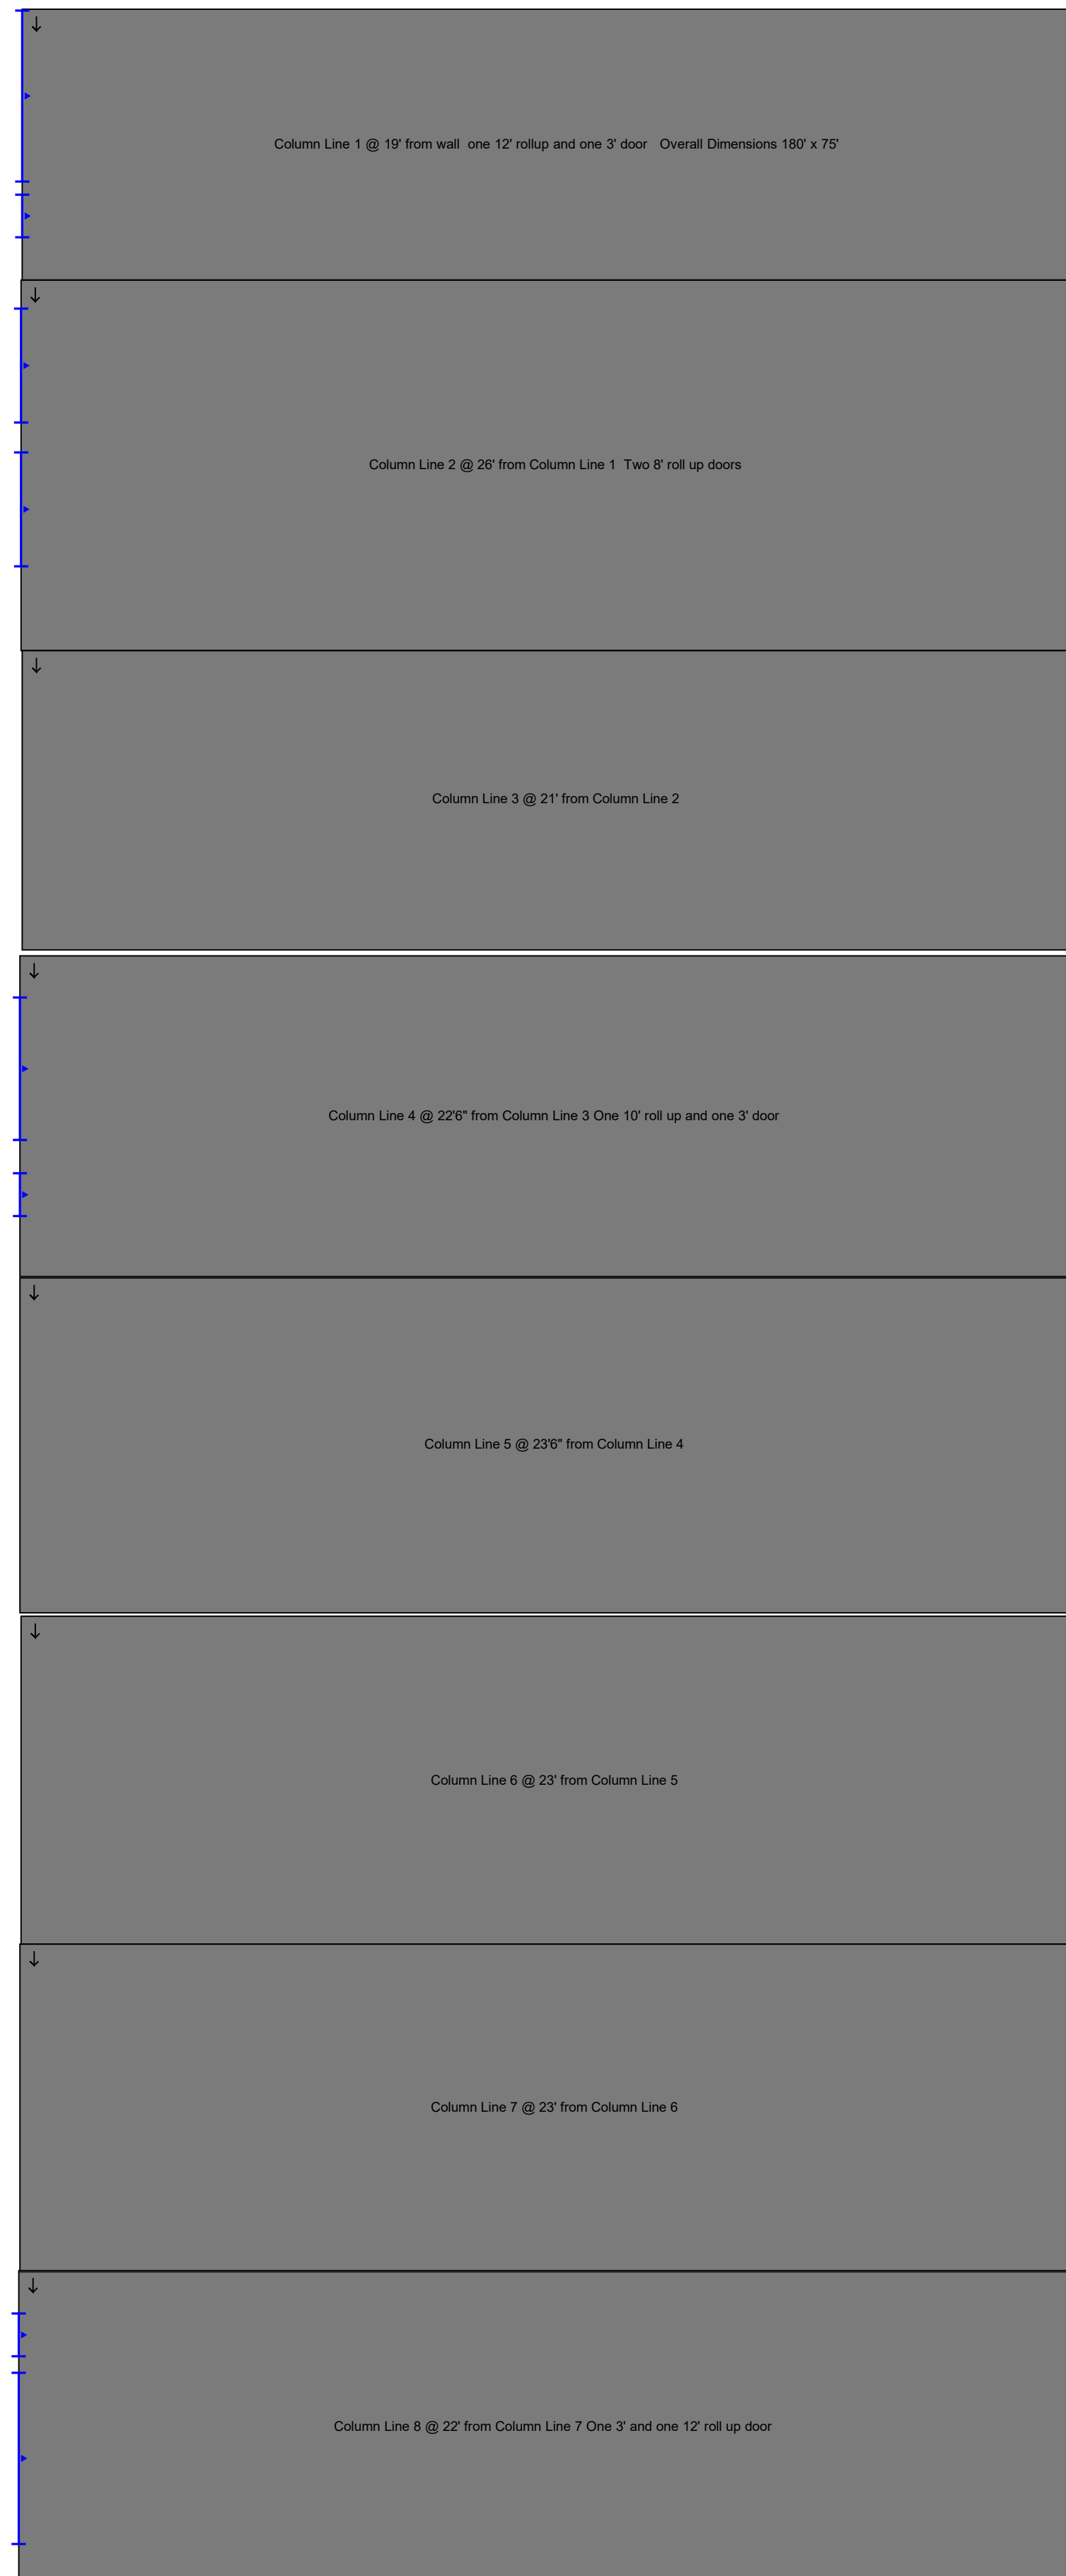 Column Line 1 @ 19' from wall  one 12' rollup and one 3' door   Overall Dimensions 180' x 75'
Column Line 2 @ 26' from Column Line 1  Two 8' roll up doors
Column Line 3 @ 21' from Column Line 2
Column Line 4 @ 22'6" from Column Line 3 One 10' roll up and one 3' door
Column Line 5 @ 23'6" from Column Line 4
Column Line 6 @ 23' from Column Line 5
Column Line 7 @ 23' from Column Line 6
Column Line 8 @ 22' from Column Line 7 One 3' and one 12' roll up door